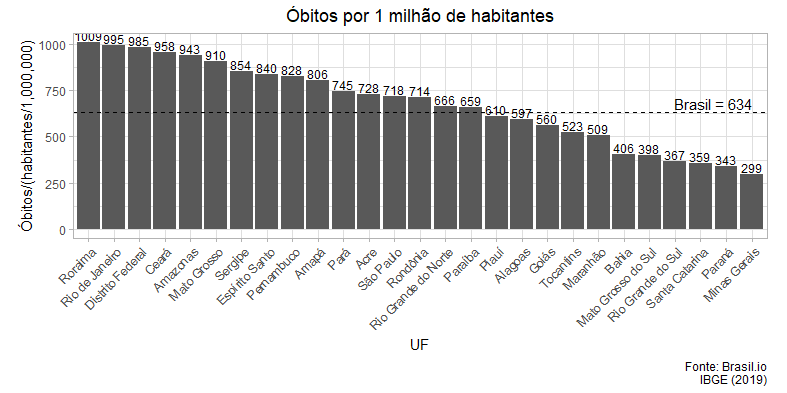 Óbitos por 1 milhão de habitantes
Óbitos/(habitantes/1,000,000)
1000
750
500
250
0
1009 995 985 958 943 910 854 840 828 806 745 728 718 714 666 659 610 597 560 523 509 406 398 367 359 343 299
Brasil = 634
Roraima
Rio de Janeiro
Distrito Federal
Ceará
Amazonas
Mato Grosso
Sergipe
Espírito Santo
Pernambuco
Amapá
Pará
Acre
São Paulo
Rondônia
Rio Grande do Norte
Paraíba
Piauí
Alagoas
Goiás
Tocantins
Maranhão
Bahia
Mato Grosso do Sul
Rio Grande do Sul
Santa Catarina
Paraná
Minas Gerais
UF
Fonte: Brasil.io
IBGE (2019)